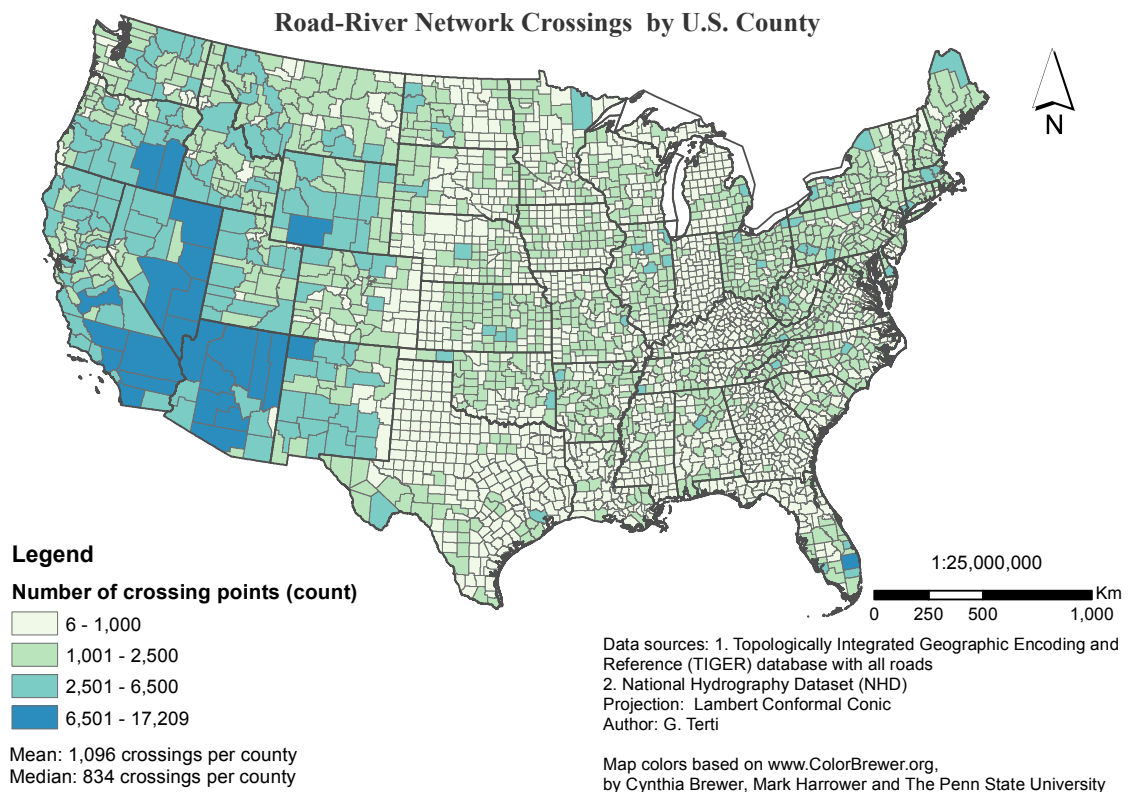 Road-River Network Crossings by U.S. County
N
Legend
Number of crossing points (count)
6 - 1,000
1,001 - 2,500
2,501 - 6,500
6,501 - 17,209
Mean: 1,096 crossings per county
Median: 834 crossings per county
1:25,000,000
Km
0 250 500 1,000
Data sources: 1. Topologically Integrated Geographic Encoding and
Reference (TIGER) database with all roads
2. National Hydrography Dataset (NHD)
Projection: Lambert Conformal Conic
Author: G. Terti
Map colors based on www.ColorBrewer.org,
by Cynthia Brewer, Mark Harrower and The Penn State University